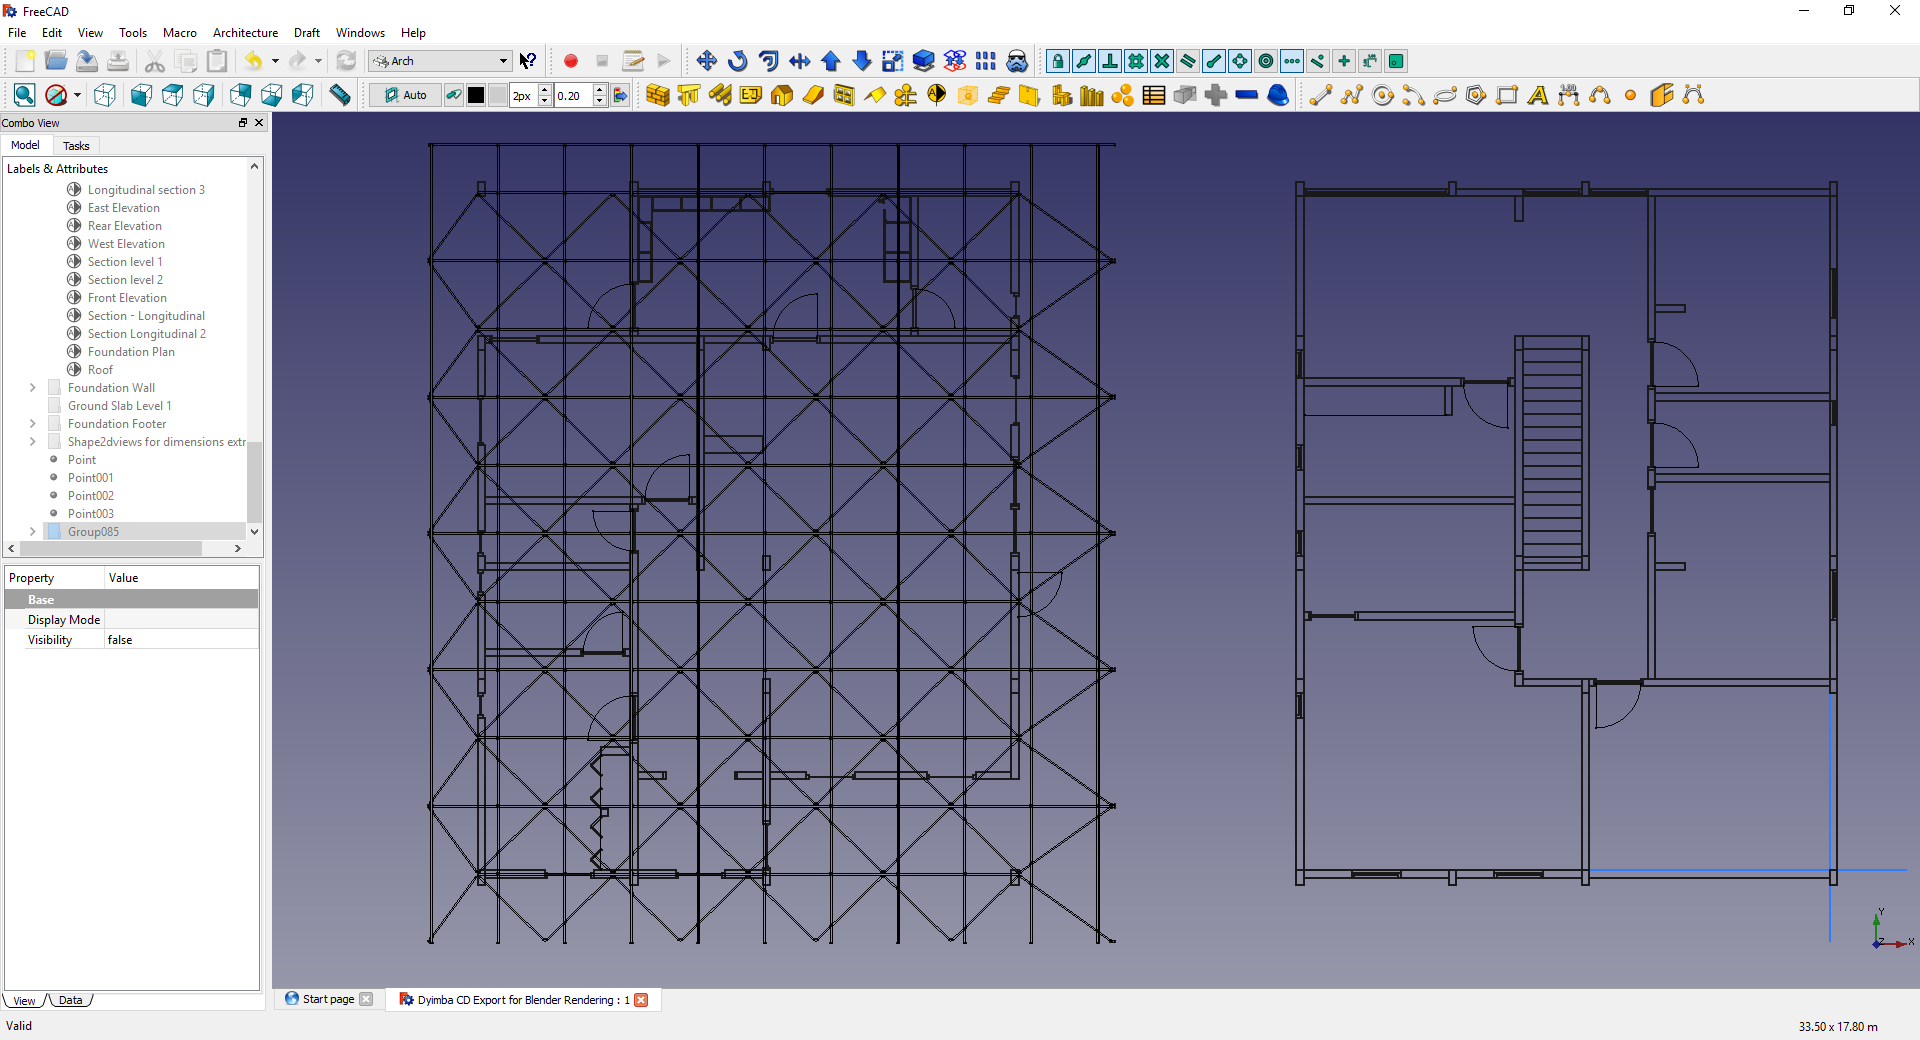 FreeCAD
File Edit View Tools Macro Architecture Draft Windows Help
Arch
Auto
2px
0.20
1.00
Combo View
Model Tasks
Labels & Attributes
Longitudinal section 3
East Elevation
Rear Elevation
West Elevation
Section level 1
Section level 2
Front Elevation
Section - Longitudinal
Section Longitudinal 2
Foundation Plan
Roof
Foundation Wall
Ground Slab Level 1
Foundation Footer
Shape2dviews for dimensions extr
Point
Point001
Point002
Point003
Group085
Property Value
Base
Display Mode
Visibility false
Y
Z X
View Data
Start page
Dyimba CD Export for Blender Rendering : 1
Valid
33.50 x 17.80 m